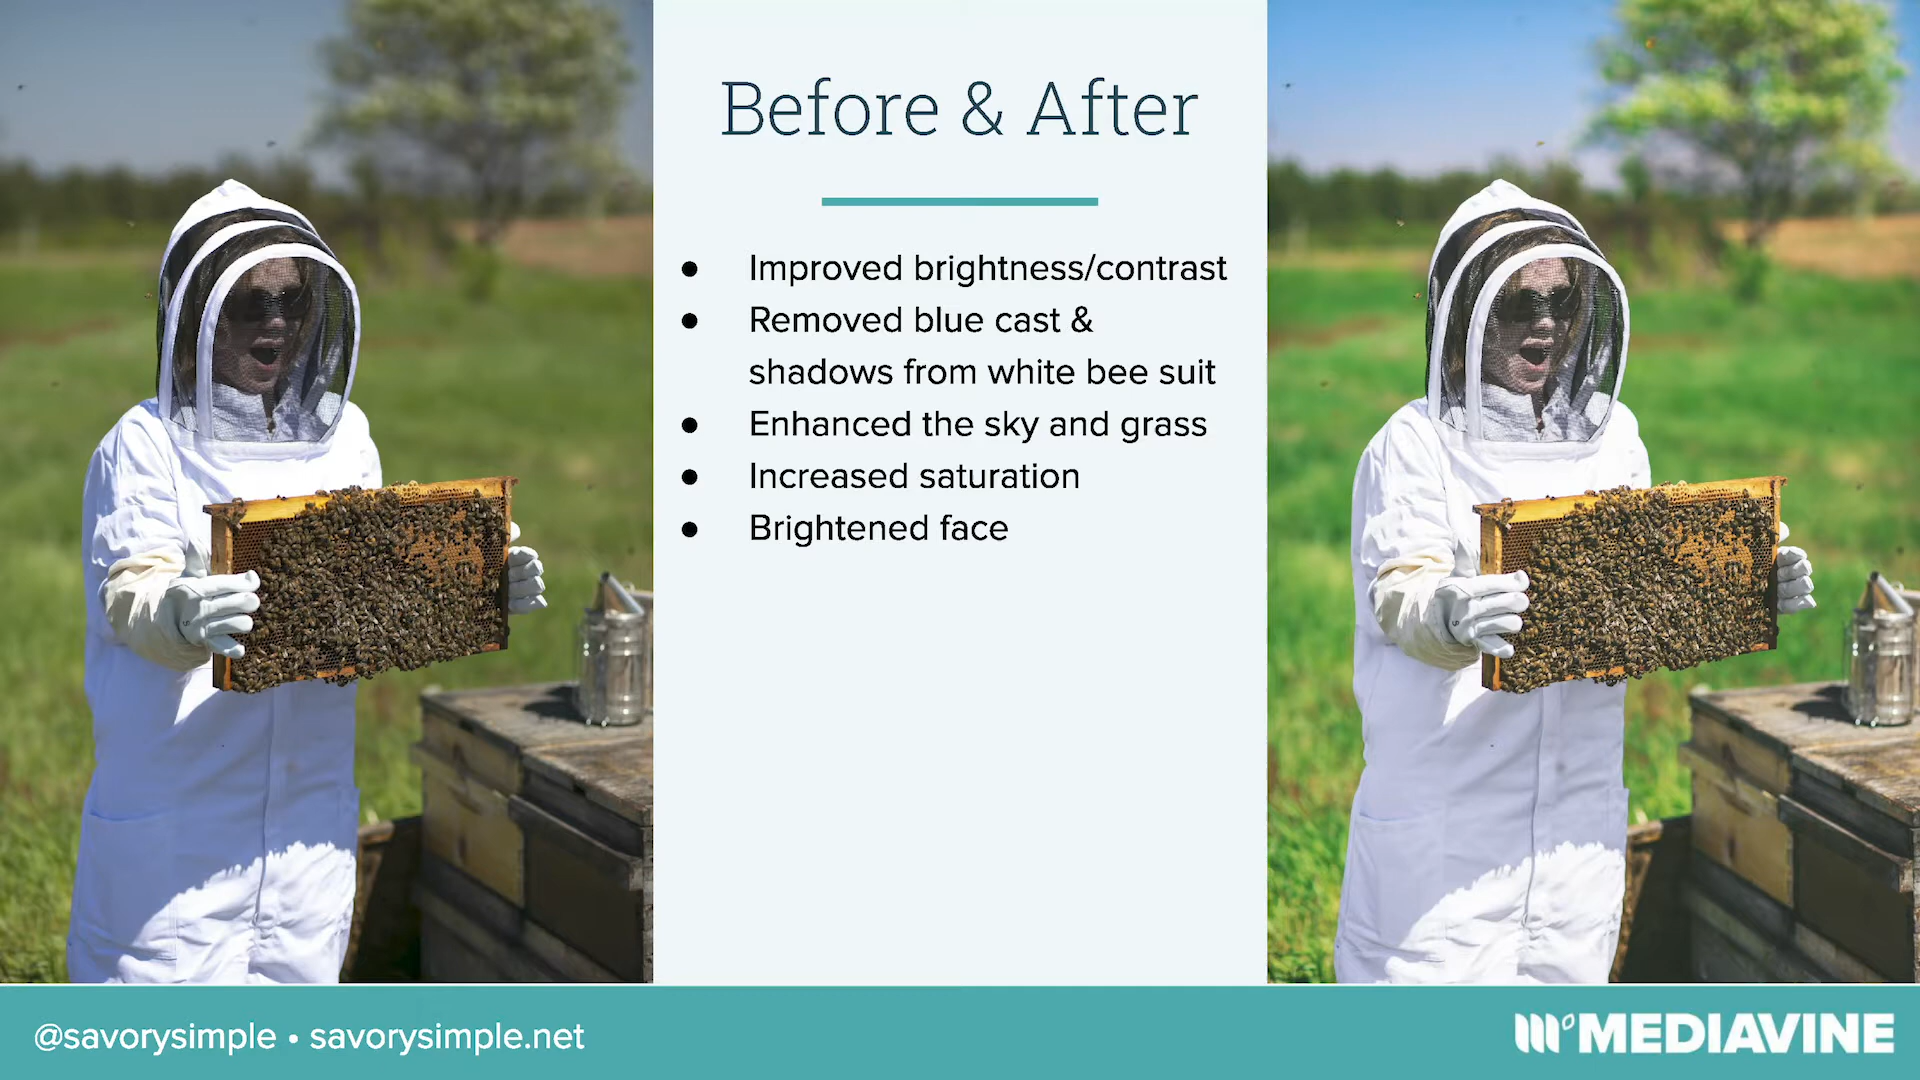 Before & After
● Improved brightness/contrast
● Removed blue cast &
shadows from white bee suit
● Enhanced the sky and grass
● Increased saturation
● Brightened face
@savorysimple • savorysimple.net
MEDIAVINE